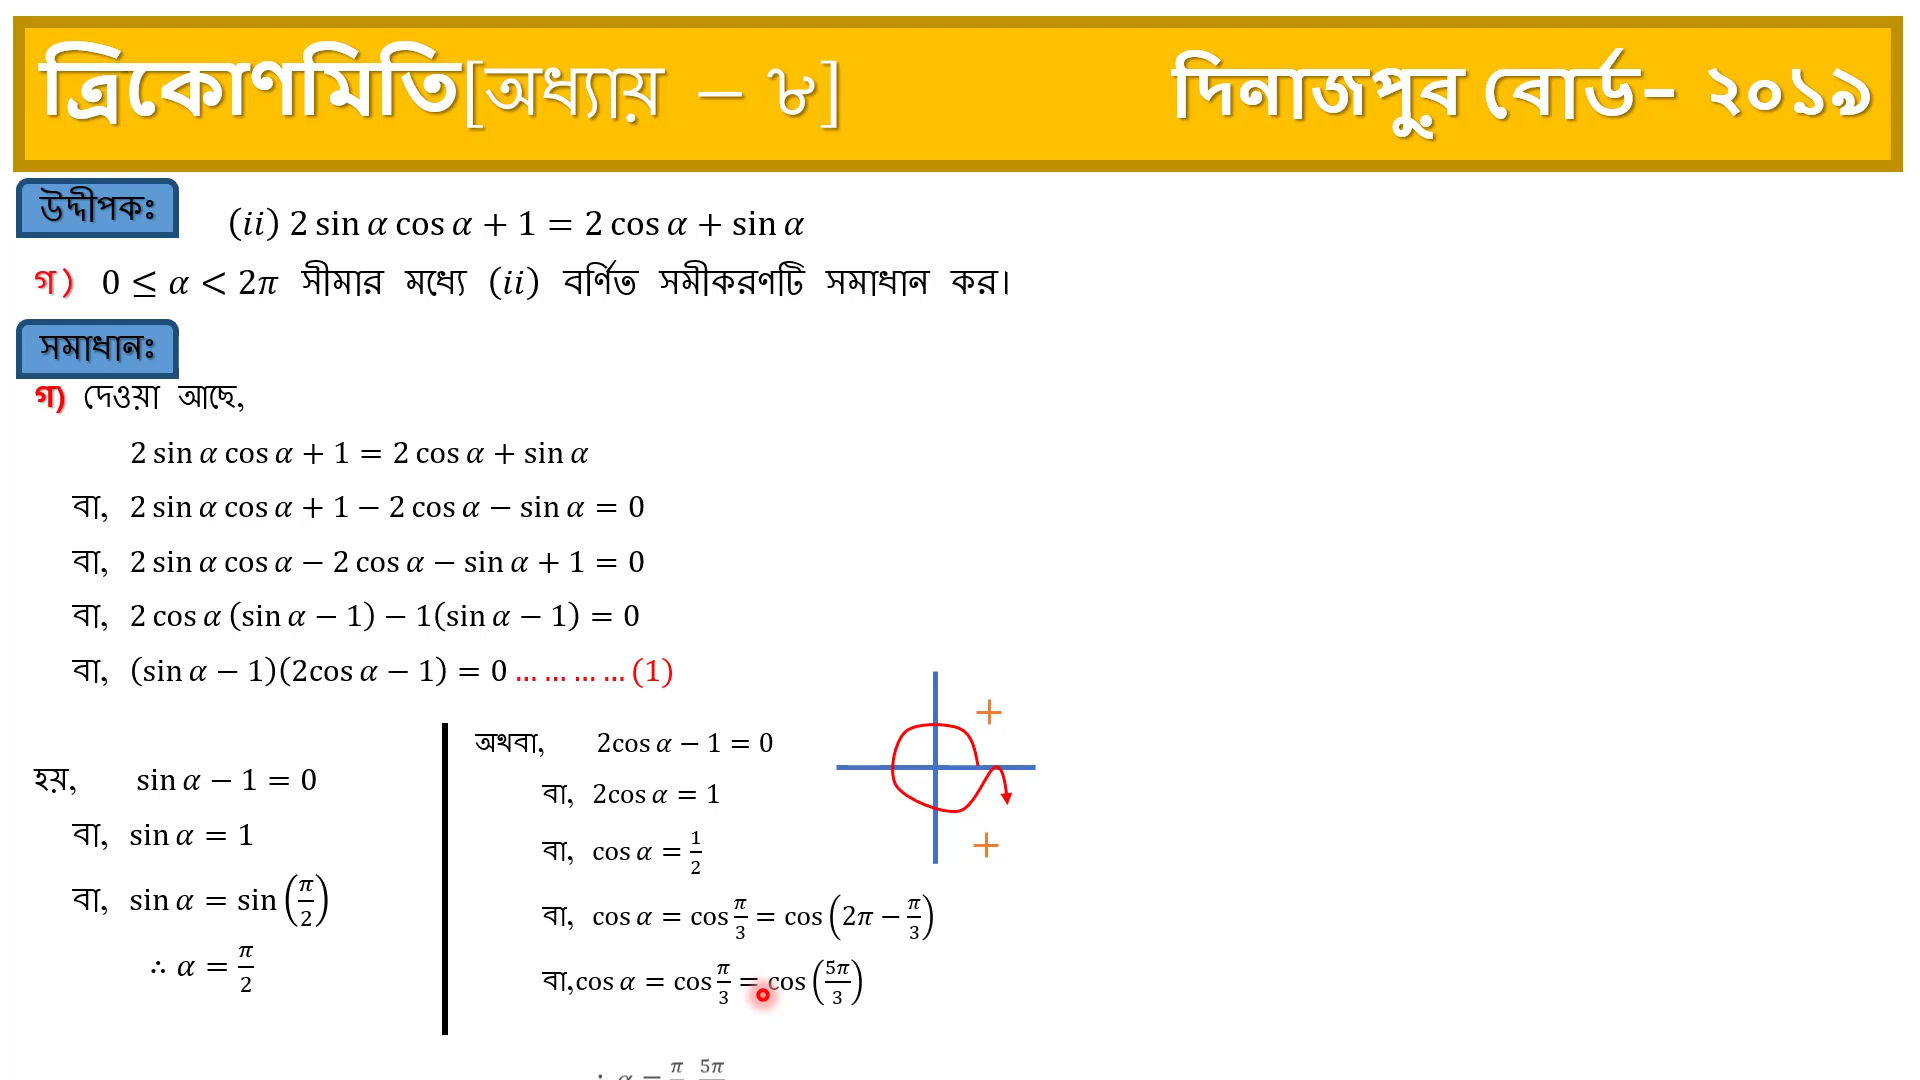 ত্রিকোণমিতি[অধ্যায় – ৮] দিনাজপুর বোর্ড– ২০১৯
উদ্দীপকঃ (ii) 2 sin α cos α + 1 = 2 cos α + sin α
গ) 0 ≤ α < 2π সীমার মধ্যে (ii) বর্ণিত সমীকরণটি সমাধান কর।
সমাধানঃ
গ) দেওয়া আছে,
2 sin α cos α + 1 = 2 cos α + sin α
বা, 2 sin α cos α + 1 − 2 cos α − sin α = 0
বা, 2 sin α cos α − 2 cos α − sin α + 1 = 0
বা, 2 cos α (sin α − 1) − 1(sin α − 1) = 0
বা, (sin α − 1)(2cos α − 1) = 0 … … … … (1)
হয়, sin α − 1 = 0
বা, sin α = 1
বা, sin α = sin (π/2)
∴ α = π/2
অথবা, 2cos α − 1 = 0
বা, 2cos α = 1
বা, cos α = 1/2
বা, cos α = cos π/3 = cos (2π − π/3)
বা,cos α = cos π/3 = cos (5π/3)
+
+